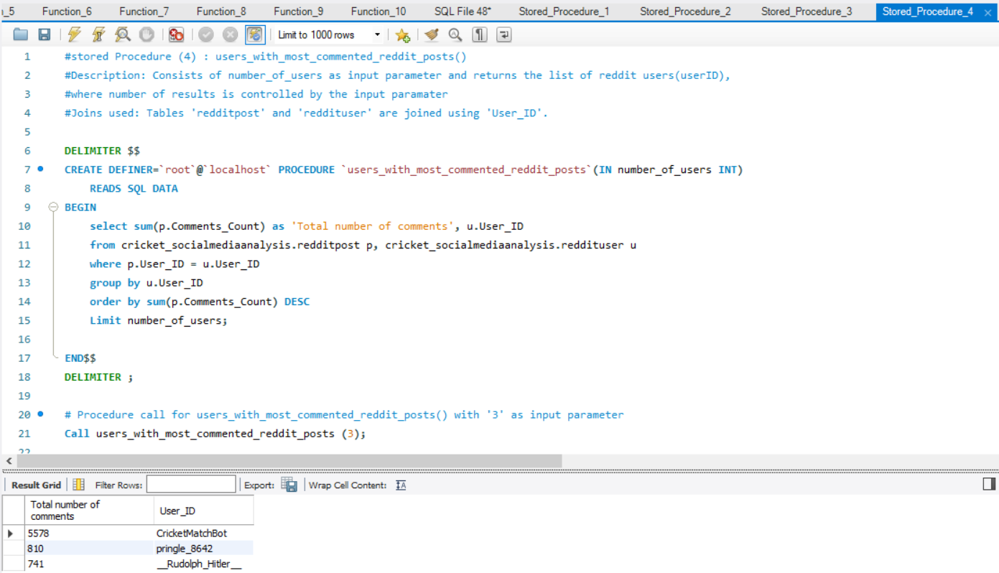 _5 Function_6 Function_7 Function_8 Function_9 Function_10 SQL File 48* Stored_Procedure_1 Stored_Procedure_2 Stored_Procedure_3 Stored_Procedure_4 ×
Limit to 1000 rows
1 #stored Procedure (4) : users_with_most_commented_reddit_posts()
2 #Description: Consists of number_of_users as input parameter and returns the list of reddit users(userID),
3 #where number of results is controlled by the input paramater
4 #Joins used: Tables 'redditpost' and 'reddituser' are joined using 'User_ID'.
5
6 DELIMITER $$
7 CREATE DEFINER=`root`@`localhost` PROCEDURE `users_with_most_commented_reddit_posts`(IN number_of_users INT)
8 READS SQL DATA
9 BEGIN
10 select sum(p.Comments_Count) as 'Total number of comments', u.User_ID
11 from cricket_socialmediaanalysis.redditpost p, cricket_socialmediaanalysis.reddituser u
12 where p.User_ID = u.User_ID
13 group by u.User_ID
14 order by sum(p.Comments_Count) DESC
15 Limit number_of_users;
16
17 END$$
18 DELIMITER ;
19
20 # Procedure call for users_with_most_commented_reddit_posts() with '3' as input parameter
21 Call users_with_most_commented_reddit_posts (3);
22
Result Grid Filter Rows: Export: Wrap Cell Content:
Total number of
comments User_ID
5578 CricketMatchBot
810 pringle_8642
741 __Rudolph_Hitler__